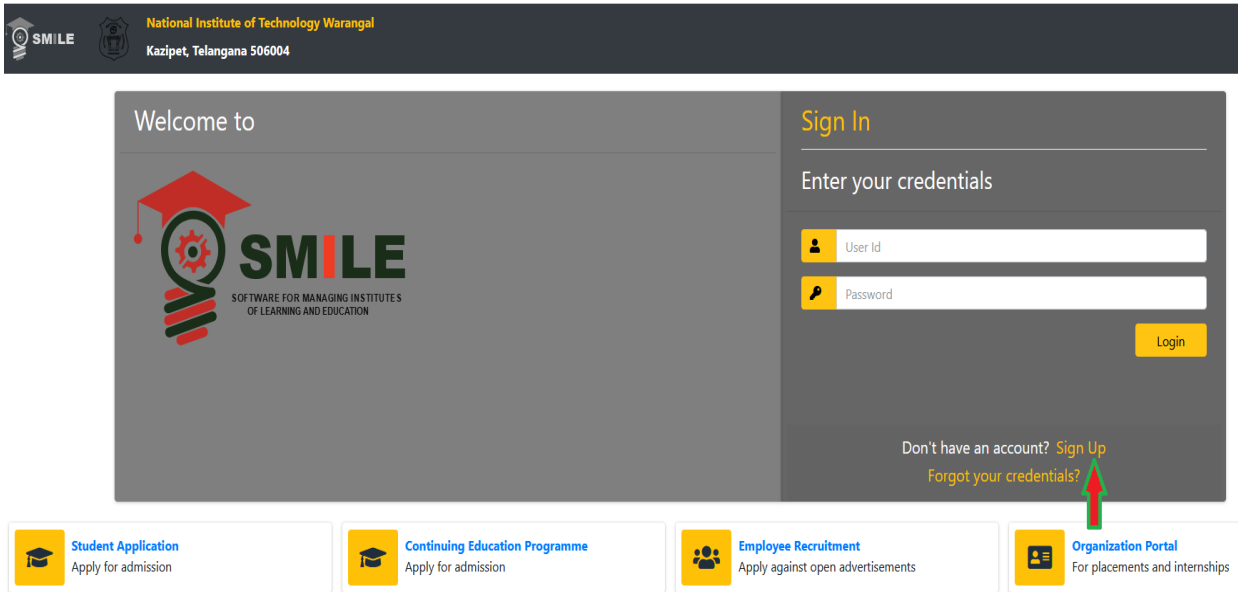 SMILE
National Institute of Technology Warangal
Kazipet, Telangana 506004
Welcome to
SMILE
SOFTWARE FOR MANAGING INSTITUTES
OF LEARNING AND EDUCATION
Sign In
Enter your credentials
User Id
Password
Login
Don't have an account? Sign Up
Forgot your credentials?
Student Application
Apply for admission
Continuing Education Programme
Apply for admission
Employee Recruitment
Apply against open advertisements
Organization Portal
For placements and internships